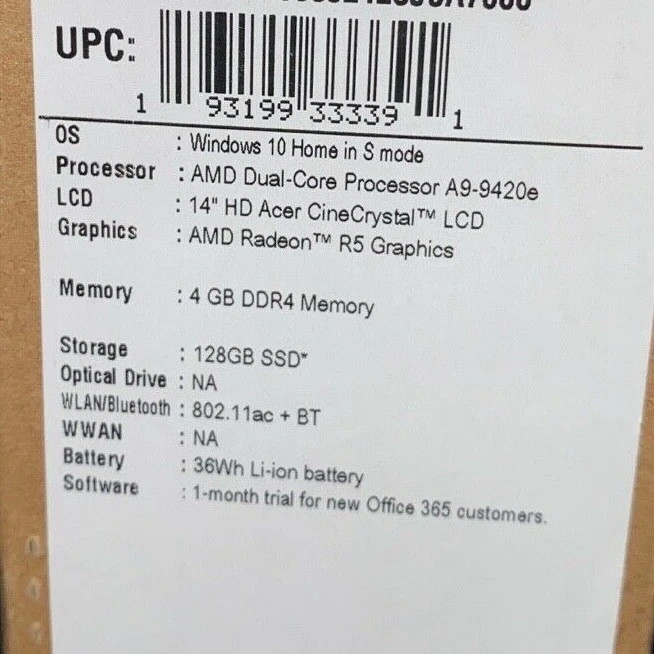 UPC:
1 93199 33339 1
OS : Windows 10 Home in S mode
Processor : AMD Dual-Core Processor A9-9420e
LCD : 14" HD Acer CineCrystal™ LCD
Graphics : AMD Radeon™ R5 Graphics
Memory : 4 GB DDR4 Memory
Storage : 128GB SSD*
Optical Drive : NA
WLAN/Bluetooth : 802.11ac + BT
WWAN : NA
Battery : 36Wh Li-ion battery
Software : 1-month trial for new Office 365 customers.